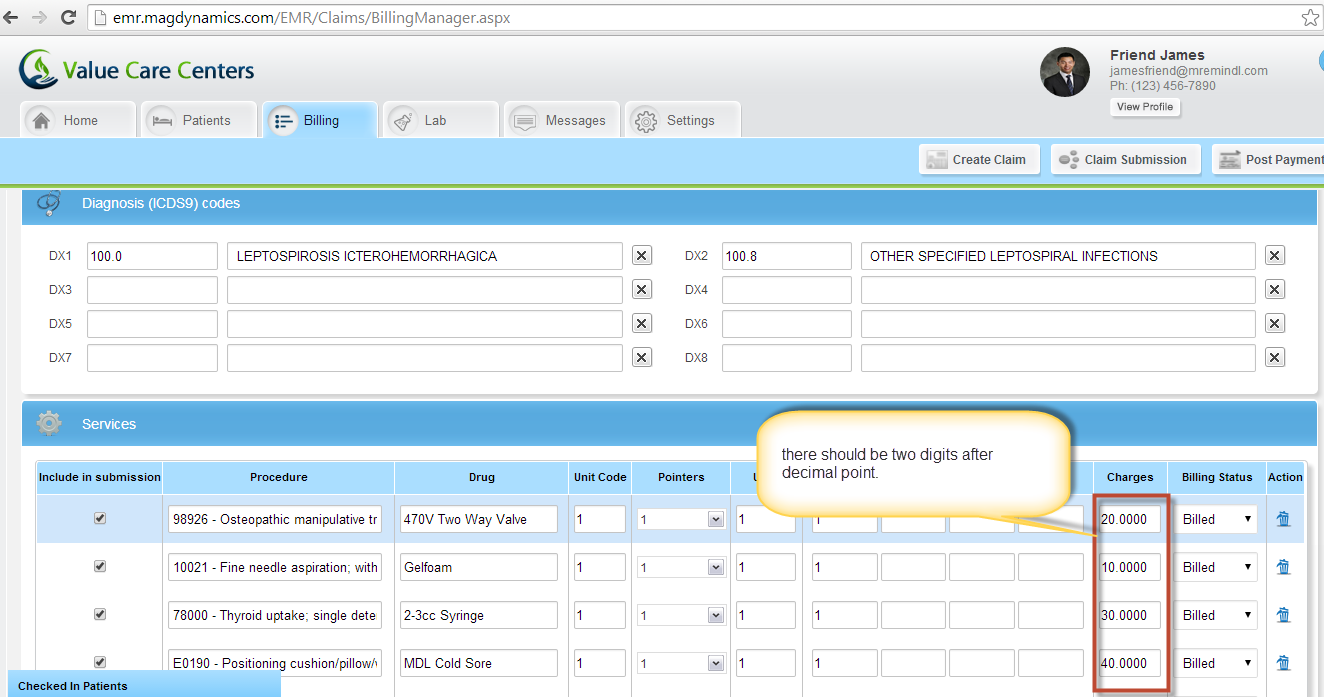 emr.magdynamics.com/EMR/Claims/BillingManager.aspx
Value Care Centers
Friend James
jamesfriend@mremindl.com
Ph: (123) 456-7890
View Profile
Home Patients Billing Lab Messages Settings
Create Claim Claim Submission Post Payment
Diagnosis (ICDS9) codes
DX1 100.0 LEPTOSPIROSIS ICTEROHEMORRHAGICA DX2 100.8 OTHER SPECIFIED LEPTOSPIRAL INFECTIONS
DX3 DX4
DX5 DX6
DX7 DX8
Services
there should be two digits after
decimal point.
Include in submission Procedure Drug Unit Code Pointers Charges Billing Status Action
98926 - Osteopathic manipulative tr 470V Two Way Valve 1 1 1 1 20.0000 Billed
10021 - Fine needle aspiration; with Gelfoam 1 1 1 1 10.0000 Billed
78000 - Thyroid uptake; single dete 2-3cc Syringe 1 1 1 1 30.0000 Billed
E0190 - Positioning cushion/pillow/ MDL Cold Sore 1 1 1 1 40.0000 Billed
Checked In Patients